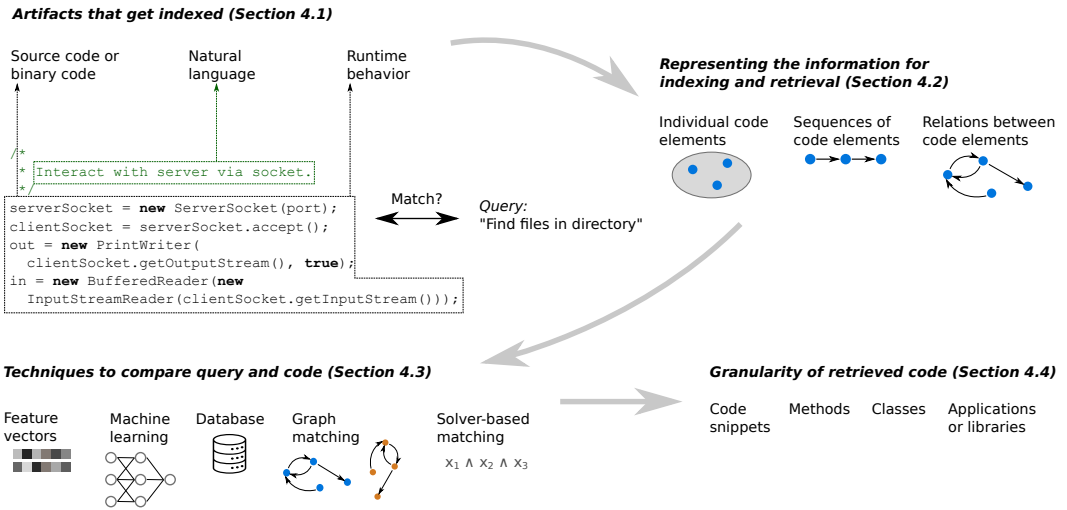 Artifacts that get indexed (Section 4.1)
Source code or
binary code
Natural
language
Runtime
behavior
/*
* Interact with server via socket.
*/
serverSocket = new ServerSocket(port);
clientSocket = serverSocket.accept();
out = new PrintWriter(
clientSocket.getOutputStream(), true);
in = new BufferedReader(new
InputStreamReader(clientSocket.getInputStream()));
Match?
Query:
"Find files in directory"
Representing the information for
indexing and retrieval (Section 4.2)
Individual code
elements
Sequences of
code elements
Relations between
code elements
Techniques to compare query and code (Section 4.3)
Feature
vectors
Machine
learning
Database
Graph
matching
Solver-based
matching
x₁ ∧ x₂ ∧ x₃
Granularity of retrieved code (Section 4.4)
Code
snippets
Methods
Classes
Applications
or libraries